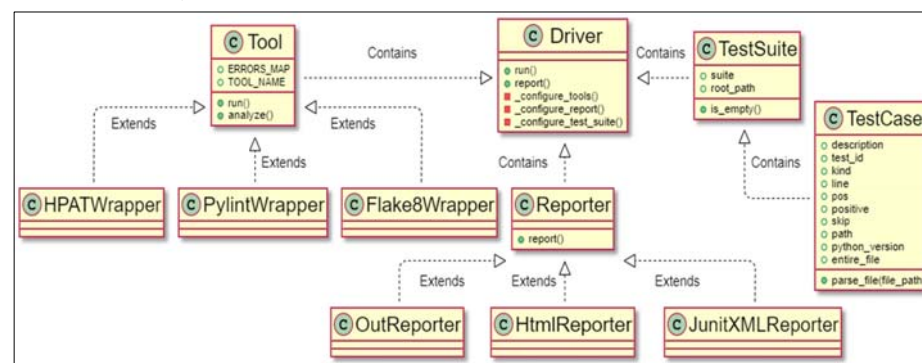 C Tool
ERRORS_MAP
TOOL_NAME
run()
analyze()
Contains
C Driver
run()
report()
_configure_tools()
_configure_report()
_configure_test_suite()
Contains
C TestSuite
suite
root_path
is_empty()
C TestCase
description
test_id
kind
line
pos
positive
skip
path
python_version
entire_file
parse_file(file_path
Extends
Extends
Extends
Contains
Contains
C HPATWrapper
C PylintWrapper
C Flake8Wrapper
C Reporter
report()
Extends
Extends
Extends
C OutReporter
C HtmlReporter
C JunitXMLReporter